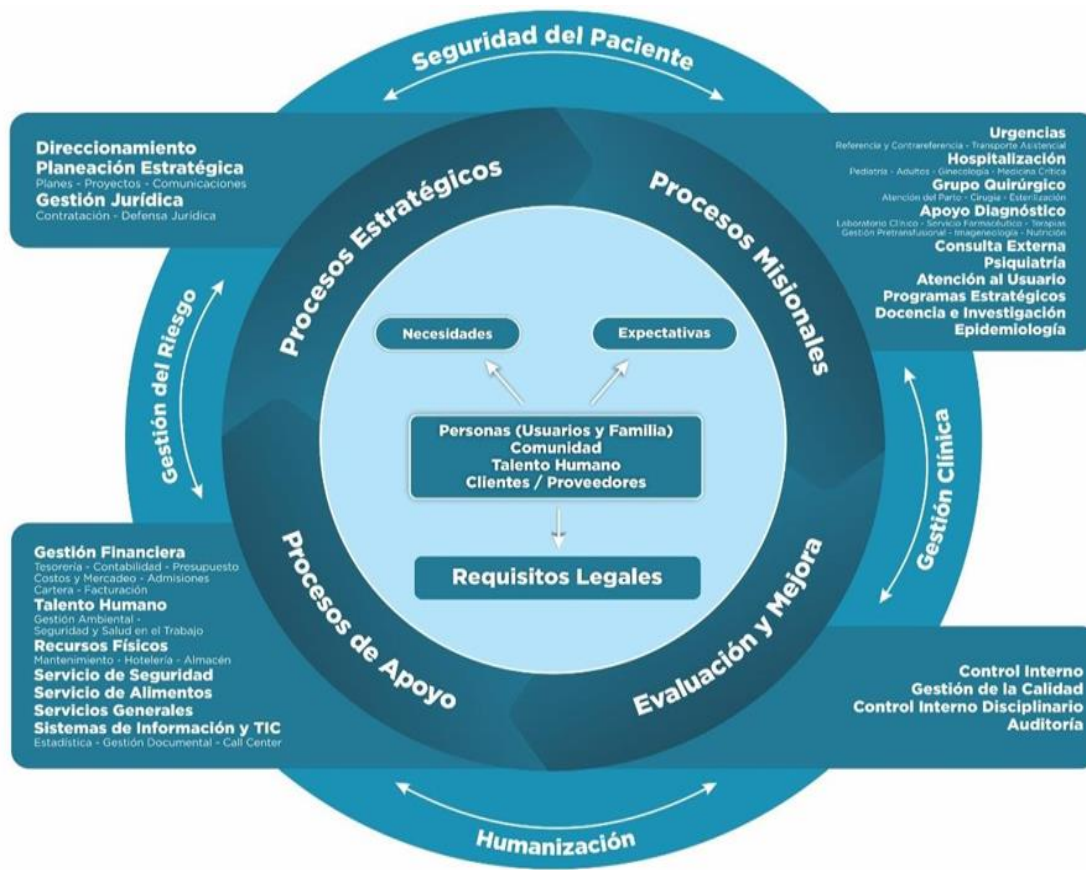 Seguridad del Paciente
Direccionamiento
Planeación Estratégica
Planes - Proyectos - Comunicaciones
Gestión Jurídica
Contratación - Defensa Jurídica
Procesos Estratégicos
Procesos Misionales
Urgencias
Referencia y Contrareferencia - Transporte Asistencial
Hospitalización
Pediatría - Adultos - Ginecología - Medicina Crítica
Grupo Quirúrgico
Atención del Parto - Cirugía - Esterilización
Apoyo Diagnóstico
Laboratorio Clínico - Servicio Farmacéutico - Terapias
Gestión Pretransfusional - Imagenología - Nutrición
Consulta Externa
Psiquiatría
Atención al Usuario
Programas Estratégicos
Docencia e Investigación
Epidemiología
Gestión del Riesgo
Necesidades
Expectativas
Personas (Usuarios y Familia)
Comunidad
Talento Humano
Clientes / Proveedores
Requisitos Legales
Gestión Clínica
Procesos de Apoyo
Evaluación y Mejora
Gestión Financiera
Tesorería - Contabilidad - Presupuesto
Costos y Mercadeo - Admisiones
Cartera - Facturación
Talento Humano
Gestión Ambiental -
Seguridad y Salud en el Trabajo
Recursos Físicos
Mantenimiento - Hotelería - Almacén
Servicio de Seguridad
Servicio de Alimentos
Servicios Generales
Sistemas de Información y TIC
Estadística - Gestión Documental - Call Center
Control Interno
Gestión de la Calidad
Control Interno Disciplinario
Auditoría
Humanización